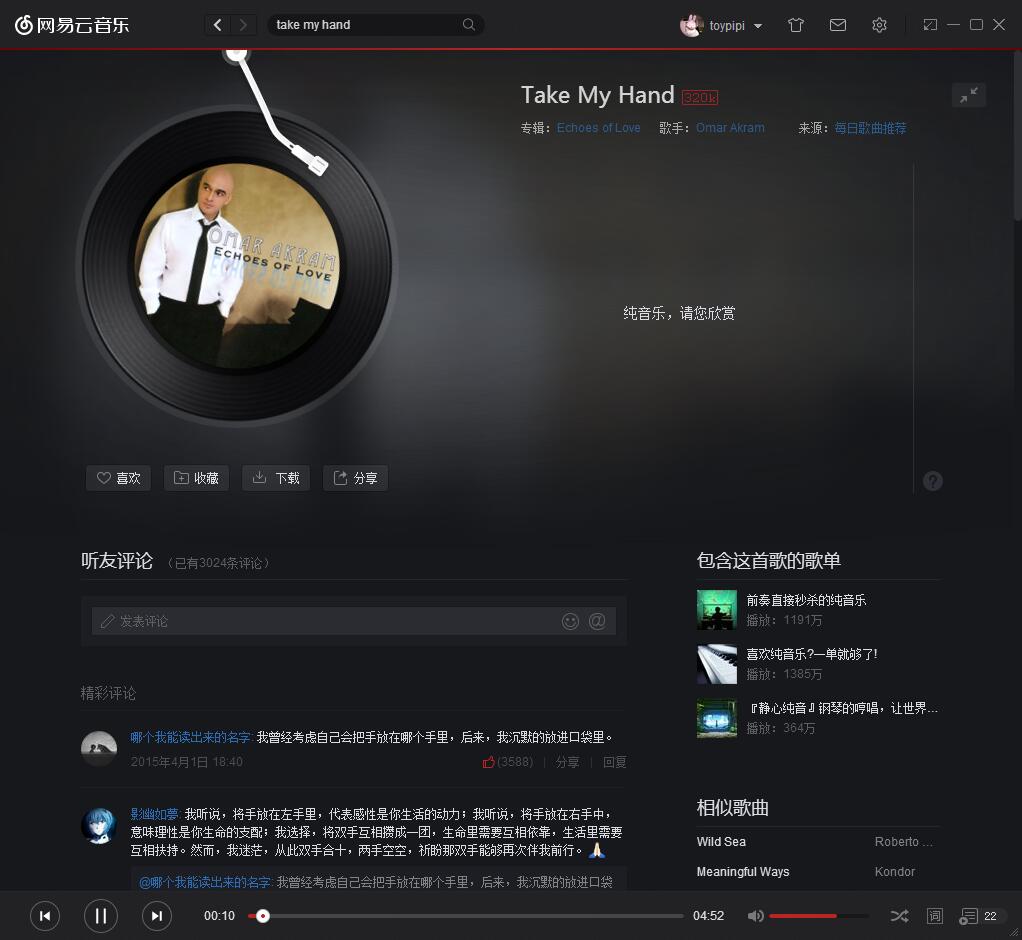 网易云音乐
take my hand
toypipi
Take My Hand 320k
专辑：Echoes of Love 歌手：Omar Akram 来源：每日歌曲推荐
OMAR AKRAM
ECHOES OF LOVE
纯音乐，请您欣赏
?
喜欢 收藏 下载 分享
听友评论 （已有3024条评论）
发表评论 @
精彩评论
哪个我能读出来的名字: 我曾经考虑自己会把手放在哪个手里，后来，我沉默的放进口袋里。
2015年4月1日 18:40 (3588) | 分享 | 回复
影幽如夢: 我听说，将手放在左手里，代表感性是你生活的动力；我听说，将手放在右手中，
意味理性是你生命的支配；我选择，将双手互相攒成一团，生命里需要互相依靠，生活里需要
互相扶持。然而，我迷茫，从此双手合十，两手空空，祈盼那双手能够再次伴我前行。🙏🏻
@哪个我能读出来的名字: 我曾经考虑自己会把手放在哪个手里，后来，我沉默的放进口袋
包含这首歌的歌单
前奏直接秒杀的纯音乐
播放：1191万
喜欢纯音乐?一单就够了!
播放：1385万
『静心纯音』钢琴的哼唱，让世界...
播放：364万
相似歌曲
Wild Sea Roberto ...
Meaningful Ways Kondor
00:10 04:52 词 22